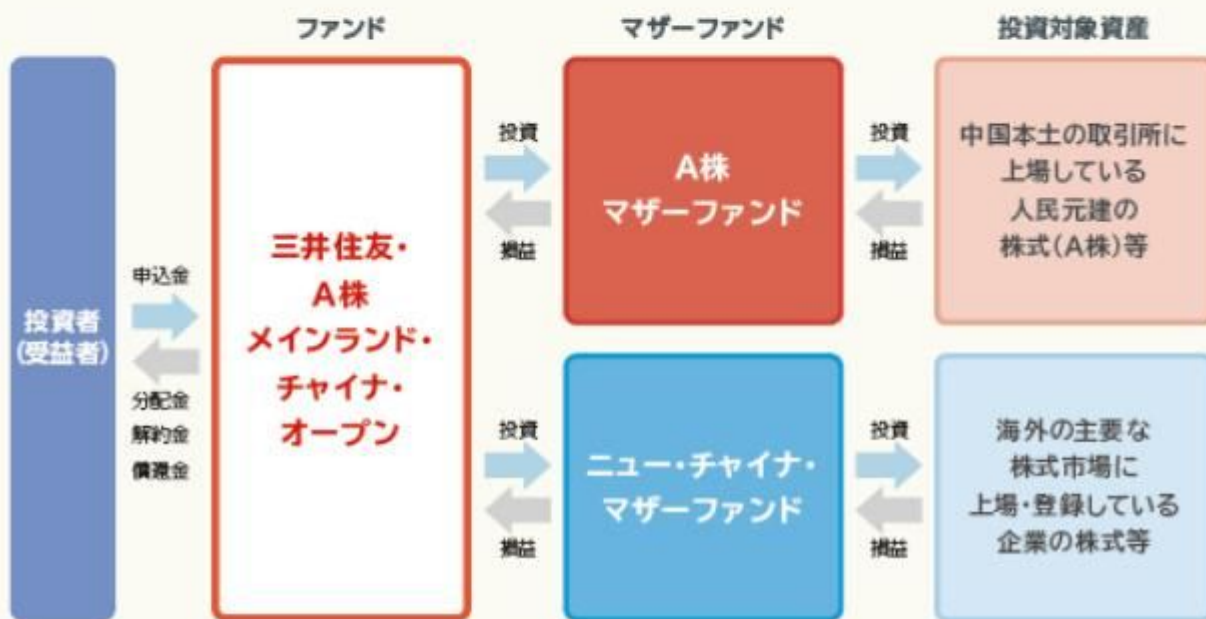 ファンド
マザーファンド
投資対象資産
投資者
(受益者)
申込金
分配金
解約金
償還金
三井住友・
A株
メインランド・
チャイナ・
オープン
投資
損益
A株
マザーファンド
投資
損益
中国本土の取引所に
上場している
人民元建の
株式(A株)等
投資
損益
ニュー・チャイナ・
マザーファンド
投資
損益
海外の主要な
株式市場に
上場・登録している
企業の株式等